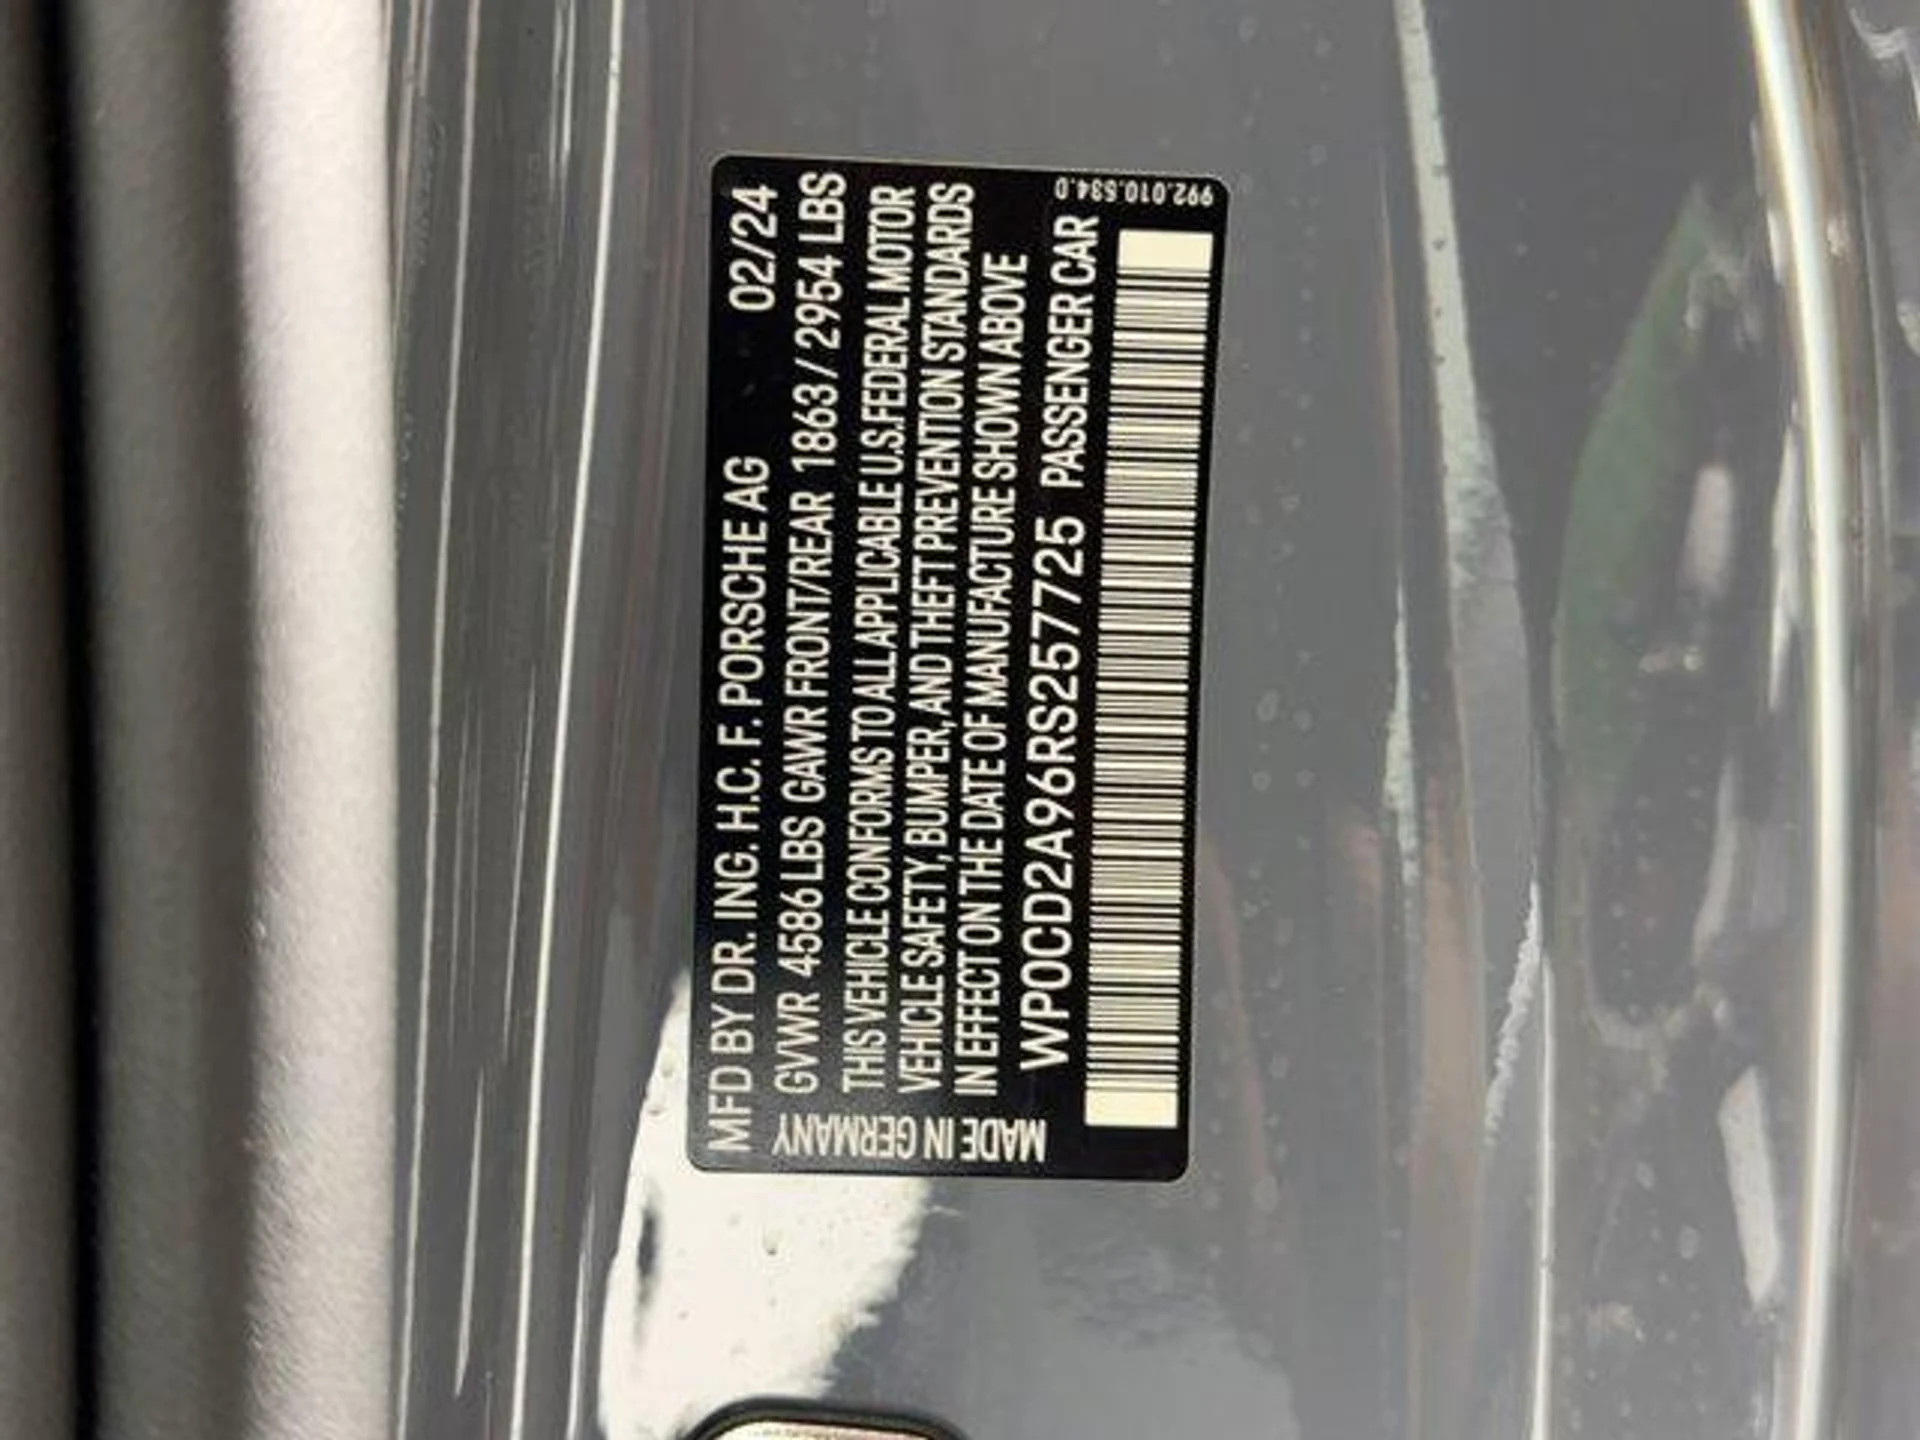 MFD BY DR. ING. H.C. F. PORSCHE AG 02/24
GVWR 4586 LBS GAWR FRONT/REAR 1863 / 2954 LBS
THIS VEHICLE CONFORMS TO ALL APPLICABLE U.S. FEDERAL MOTOR
VEHICLE SAFETY, BUMPER, AND THEFT PREVENTION STANDARDS
IN EFFECT ON THE DATE OF MANUFACTURE SHOWN ABOVE
WP0CD2A96RS257725 PASSENGER CAR
MADE IN GERMANY
992.010.534.0